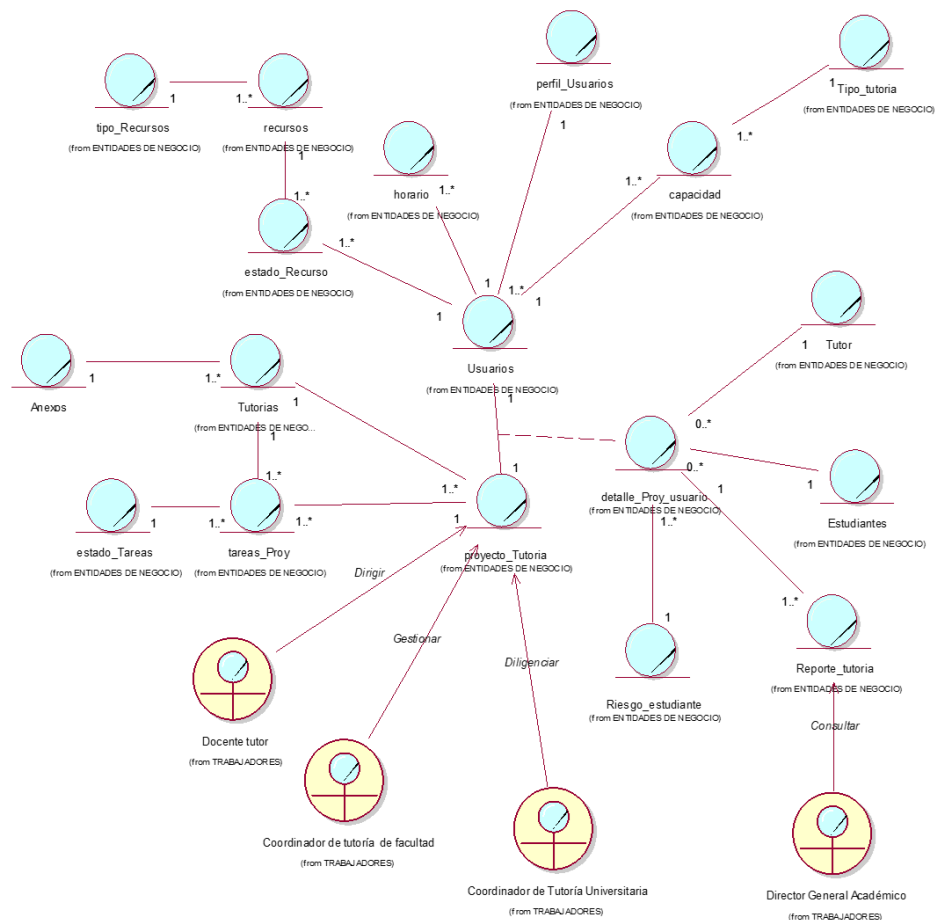 perfil_Usuarios
(from ENTIDADES DE NEGOCIO)
1
Tipo_tutoria
(from ENTIDADES DE NEGOCIO)
1
1..*
tipo_Recursos
(from ENTIDADES DE NEGOCIO)
1
1..*
recursos
(from ENTIDADES DE NEGOCIO)
1
1..*
horario
1..*
(from ENTIDADES DE NEGOCIO)
1..*
capacidad
(from ENTIDADES DE NEGOCIO)
estado_Recurso
(from ENTIDADES DE NEGOCIO)
1..*
1
1
1..*
1
Usuarios
(from ENTIDADES DE NEGOCIO)
1
1
Tutor
(from ENTIDADES DE NEGOCIO)
1
0..*
Anexos
1
1..*
Tutorias
(from ENTIDADES DE NEGO...
1
1
1..*
0..*
detalle_Proy_usuario
(from ENTIDADES DE NEGOCIO)
1
1..*
1
Estudiantes
(from ENTIDADES DE NEGOCIO)
estado_Tareas
(from ENTIDADES DE NEGOCIO)
1
1..*
tareas_Proy
(from ENTIDADES DE NEGOCIO)
1..*
1..*
1
proyecto_Tutoria
(from ENTIDADES DE NEGOCIO)
Dirigir
Gestionar
Diligenciar
1
Riesgo_estudiante
(from ENTIDADES DE NEGOCIO)
1..*
Reporte_tutoria
(from ENTIDADES DE NEGOCIO)
Consultar
Docente tutor
(from TRABAJADORES)
Coordinador de tutoría de facultad
(from TRABAJADORES)
Coordinador de Tutoría Universitaria
(from TRABAJADORES)
Director General Académico
(from TRABAJADORES)